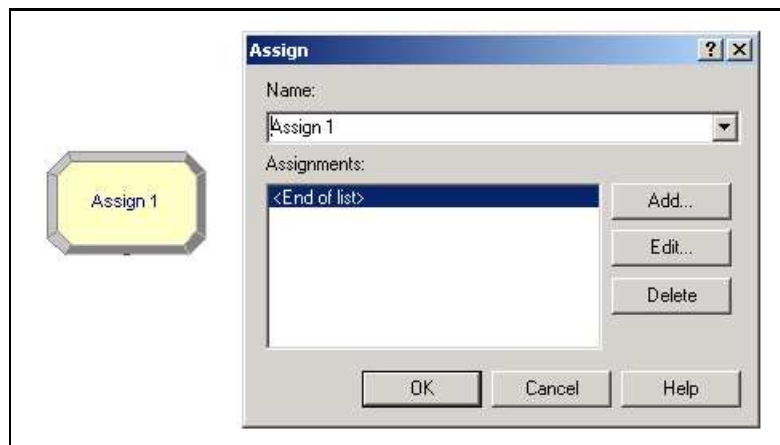 Assign 1
Assign
Name:
Assign 1
Assignments:
<End of list>
Add...
Edit...
Delete
OK
Cancel
Help